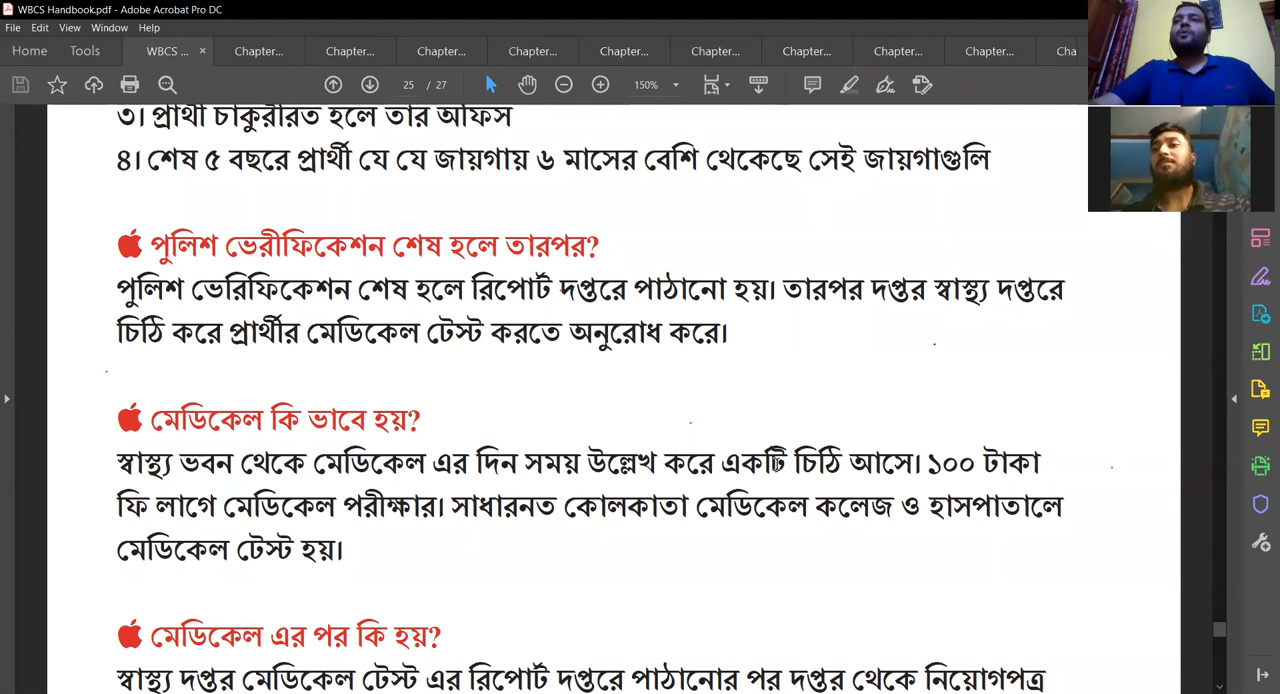 WBCS Handbook.pdf - Adobe Acrobat Pro DC
File Edit View Window Help
Home Tools WBCS ... × Chapter... Chapter... Chapter... Chapter... Chapter... Chapter... Chapter... Chapter... Chapter... Cha
25 / 27 150%
৩। প্রার্থী চাকুরীরত হলে তার অফিস
৪। শেষ ৫ বছরে প্রার্থী যে যে জায়গায় ৬ মাসের বেশি থেকেছে সেই জায়গাগুলি
পুলিশ ভেরীফিকেশন শেষ হলে তারপর?
পুলিশ ভেরিফিকেশন শেষ হলে রিপোর্ট দপ্তরে পাঠানো হয়। তারপর দপ্তর স্বাস্থ্য দপ্তরে
চিঠি করে প্রার্থীর মেডিকেল টেস্ট করতে অনুরোধ করে।
মেডিকেল কি ভাবে হয়?
স্বাস্থ্য ভবন থেকে মেডিকেল এর দিন সময় উল্লেখ করে একটি চিঠি আসে। ১০০ টাকা
ফি লাগে মেডিকেল পরীক্ষার। সাধারনত কোলকাতা মেডিকেল কলেজ ও হাসপাতালে
মেডিকেল টেস্ট হয়।
মেডিকেল এর পর কি হয়?
স্বাস্থ্য দপ্তর মেডিকেল টেস্ট এর রিপোর্ট দপ্তরে পাঠানোর পর দপ্তর থেকে নিয়োগপত্র